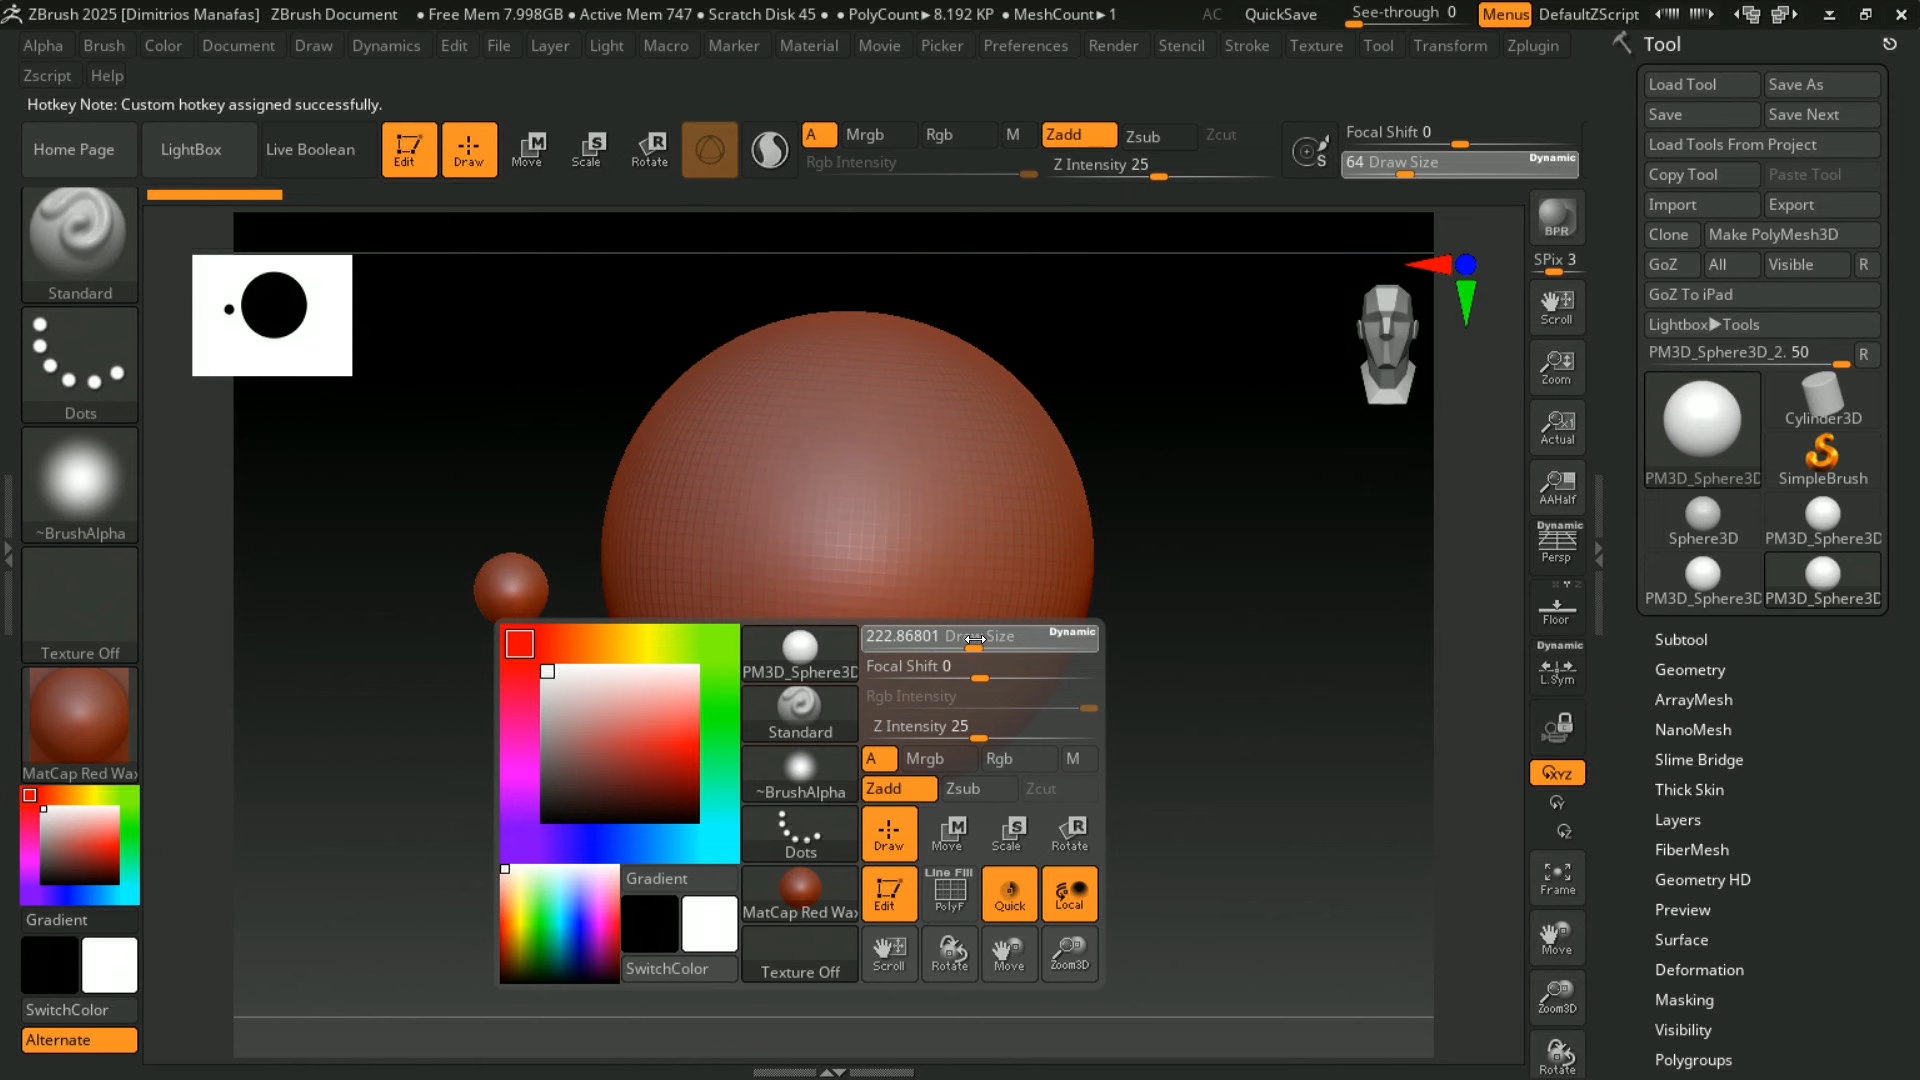 ZBrush 2025 [Dimitrios Manafas] ZBrush Document • Free Mem 7.998GB • Active Mem 747 • Scratch Disk 45 • • PolyCount▶ 8.192 KP • MeshCount▶ 1 AC QuickSave See-through 0 Menus DefaultZScript
Alpha Brush Color Document Draw Dynamics Edit File Layer Light Macro Marker Material Movie Picker Preferences Render Stencil Stroke Texture Tool Transform Zplugin
Zscript Help
Hotkey Note: Custom hotkey assigned successfully.
Home Page LightBox Live Boolean Edit Draw Move Scale Rotate
M S R
A Mrgb Rgb M Zadd Zsub Zcut
Rgb Intensity Z Intensity 25
S
Focal Shift 0
64 Draw Size Dynamic
Standard
Dots
~BrushAlpha
Texture Off
MatCap Red Wax
Gradient
SwitchColor
Alternate
222.86801 Draw Size Dynamic
Focal Shift 0
Rgb Intensity
Z Intensity 25
A Mrgb Rgb M
Zadd Zsub Zcut
M S R
Draw Move Scale Rotate
Line Fill
Edit PolyF Quick Local
Scroll Rotate Move Zoom3D
PM3D_Sphere3D
Standard
~BrushAlpha
Dots
MatCap Red Wax
Texture Off
Gradient
SwitchColor
BPR
SPix 3
Scroll
Zoom
Actual
AAHalf
Dynamic
Persp
Floor
Dynamic
L.Sym
XYZ
Y
Z
Frame
Move
Zoom3D
Rotate
Tool
Load Tool Save As
Save Save Next
Load Tools From Project
Copy Tool Paste Tool
Import Export
Clone Make PolyMesh3D
GoZ All Visible R
GoZ To iPad
Lightbox▶Tools
PM3D_Sphere3D_2. 50 R
PM3D_Sphere3D Cylinder3D
SimpleBrush
Sphere3D PM3D_Sphere3D
PM3D_Sphere3D PM3D_Sphere3D
Subtool
Geometry
ArrayMesh
NanoMesh
Slime Bridge
Thick Skin
Layers
FiberMesh
Geometry HD
Preview
Surface
Deformation
Masking
Visibility
Polygroups